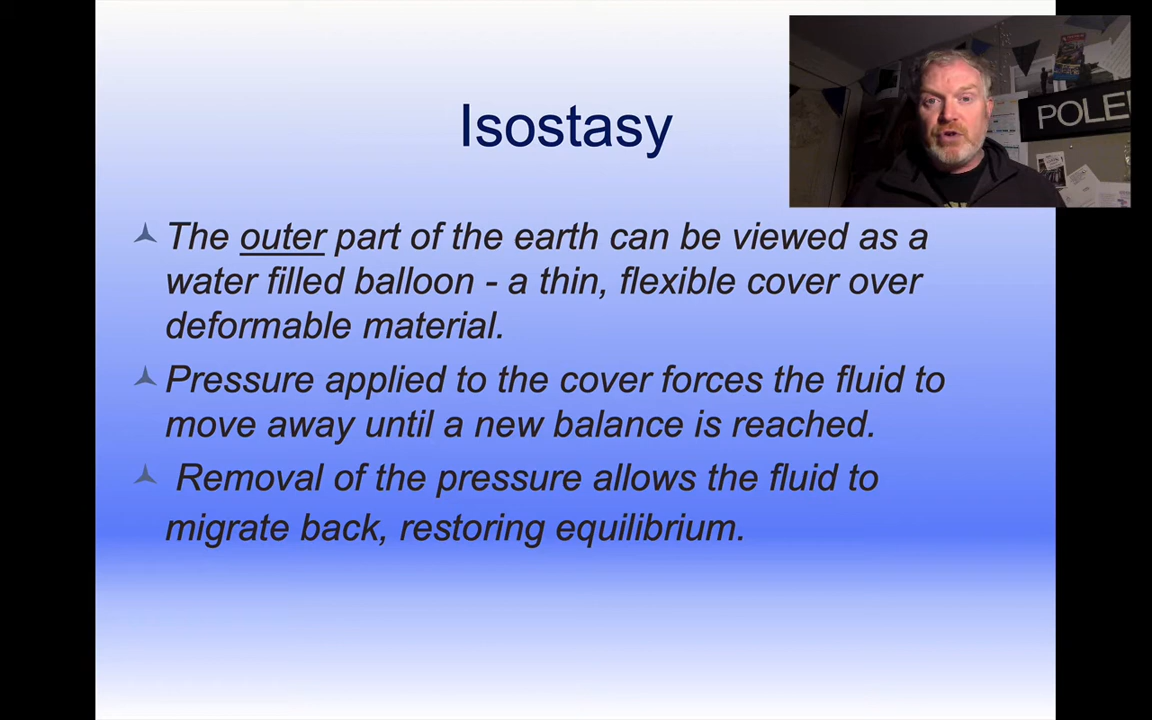 Isostasy
POLE
The outer part of the earth can be viewed as a
water filled balloon - a thin, flexible cover over
deformable material.
Pressure applied to the cover forces the fluid to
move away until a new balance is reached.
Removal of the pressure allows the fluid to
migrate back, restoring equilibrium.